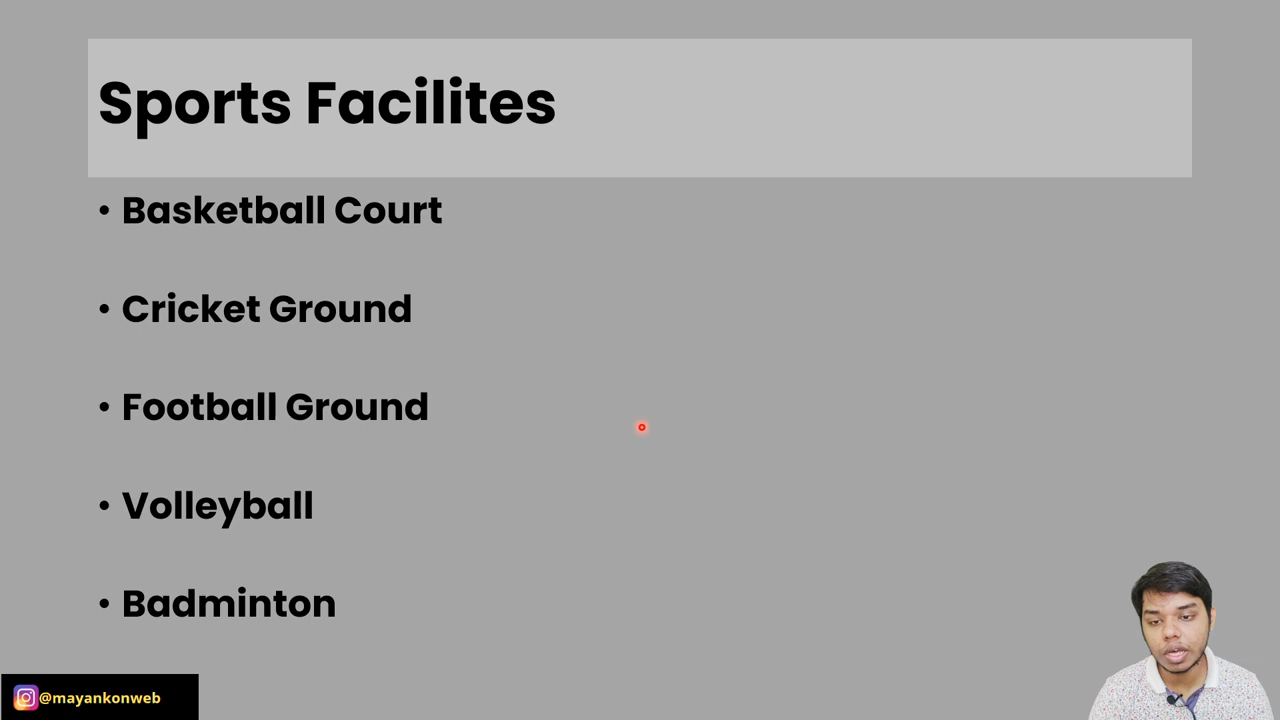 Sports Facilites
• Basketball Court
• Cricket Ground
• Football Ground
• Volleyball
• Badminton
@mayankonweb